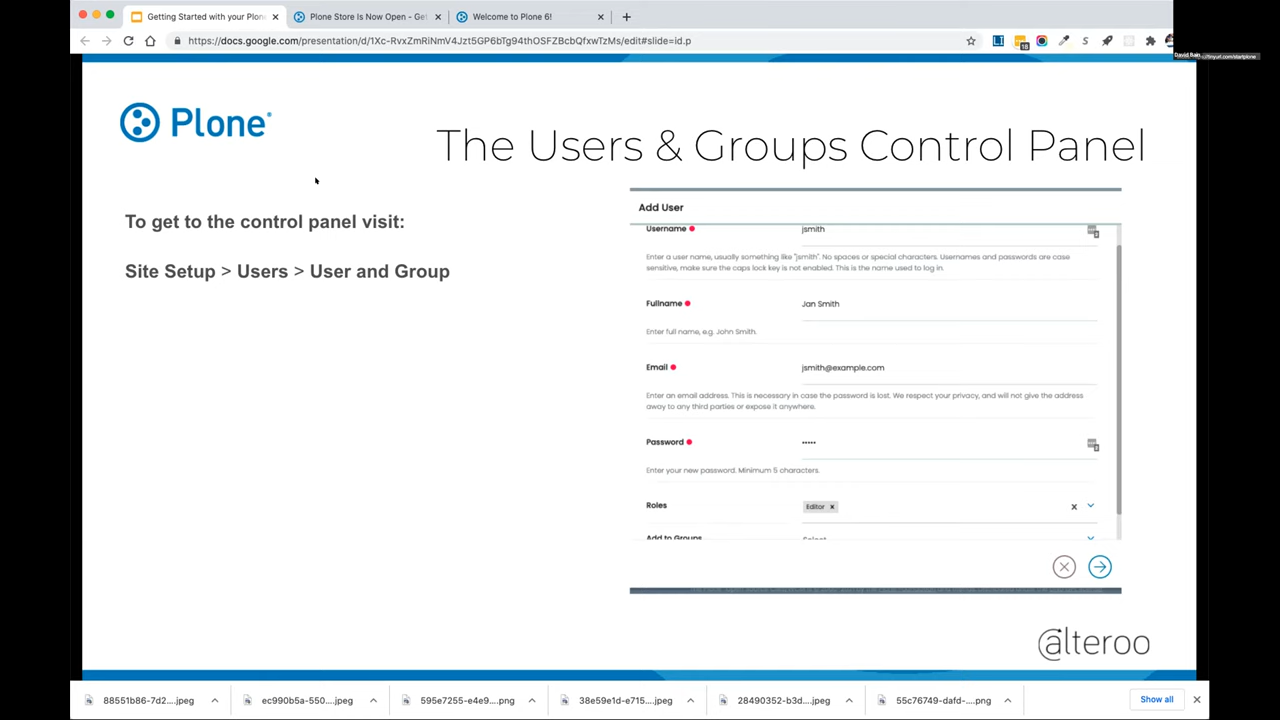 Getting Started with your Plone
Plone Store Is Now Open - Get
Welcome to Plone 6!
https://docs.google.com/presentation/d/1Xc-RvxZmRiNmV4Jzt5GP6bTg94thOSFZBcbQfxwTzMs/edit#slide=id.p
18
David Bain
Plone®
The Users & Groups Control Panel
To get to the control panel visit:
Site Setup > Users > User and Group
Add User
Username
jsmith
Enter a user name, usually something like "jsmith". No spaces or special characters. Usernames and passwords are case
sensitive, make sure the caps lock key is not enabled. This is the name used to log in.
Fullname
Jan Smith
Enter full name, e.g. John Smith.
Email
jsmith@example.com
Enter an email address. This is necessary in case the password is lost. We respect your privacy, and will not give the address
away to any third parties or expose it anywhere.
Password
•••••
Enter your new password. Minimum 5 characters.
Roles
Editor
Add to Groups
Select
@lteroo
88551b86-7d2....jpeg
ec990b5a-550....jpeg
595e7255-e4e9....png
38e59e1d-e715....jpeg
28490352-b3d....jpeg
55c76749-dafd-....png
Show all